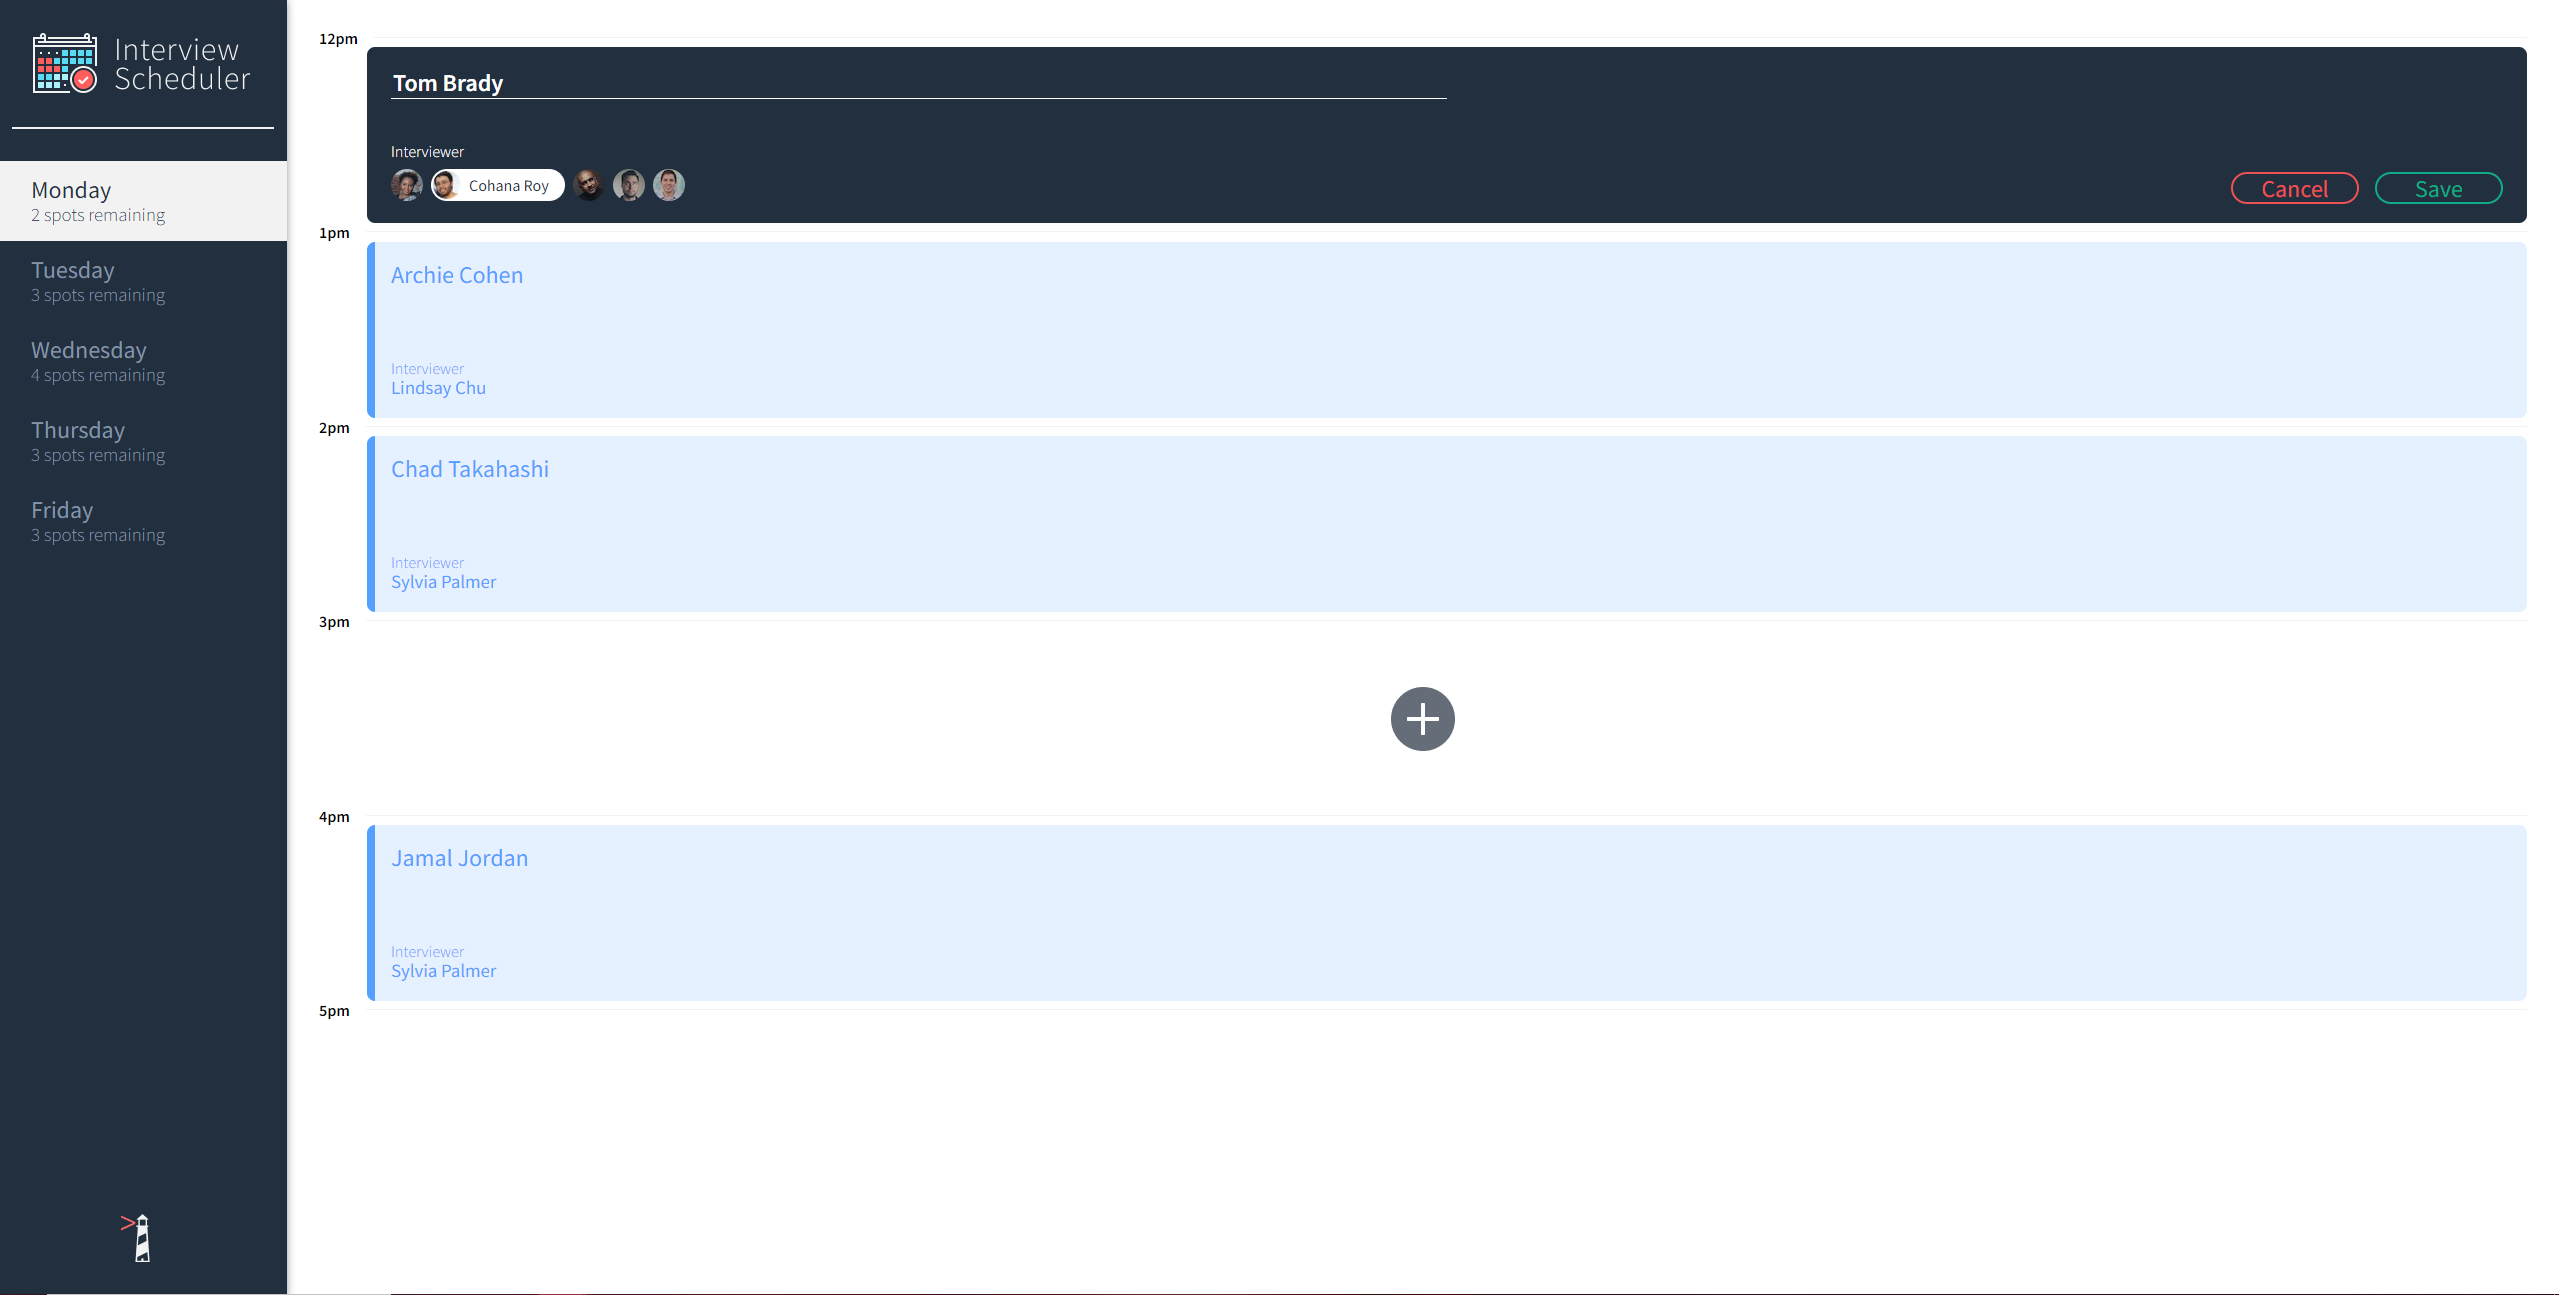 Interview
Scheduler
Monday
2 spots remaining
Tuesday
3 spots remaining
Wednesday
4 spots remaining
Thursday
3 spots remaining
Friday
3 spots remaining
12pm
Tom Brady
Interviewer
Cohana Roy
Cancel
Save
1pm
Archie Cohen
Interviewer
Lindsay Chu
2pm
Chad Takahashi
Interviewer
Sylvia Palmer
3pm
4pm
Jamal Jordan
Interviewer
Sylvia Palmer
5pm